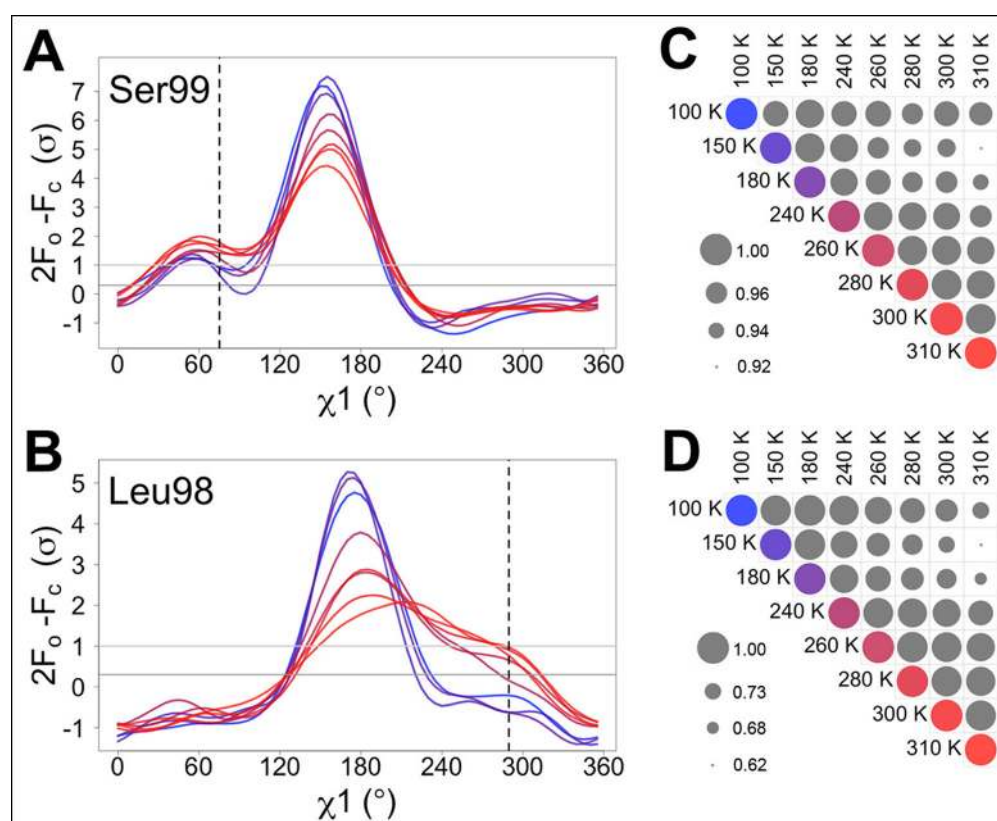 A
Ser99
2Fo -Fc (σ)
7
6
5
4
3
2
1
0
-1
0 60 120 180 240 300 360
χ1 (°)
B
Leu98
2Fo -Fc (σ)
5
4
3
2
1
0
-1
0 60 120 180 240 300 360
χ1 (°)
C
100 K 150 K 180 K 240 K 260 K 280 K 300 K 310 K
100 K
150 K
180 K
240 K
260 K
280 K
300 K
310 K
1.00
0.96
0.94
0.92
D
100 K 150 K 180 K 240 K 260 K 280 K 300 K 310 K
100 K
150 K
180 K
240 K
260 K
280 K
300 K
310 K
1.00
0.73
0.68
0.62